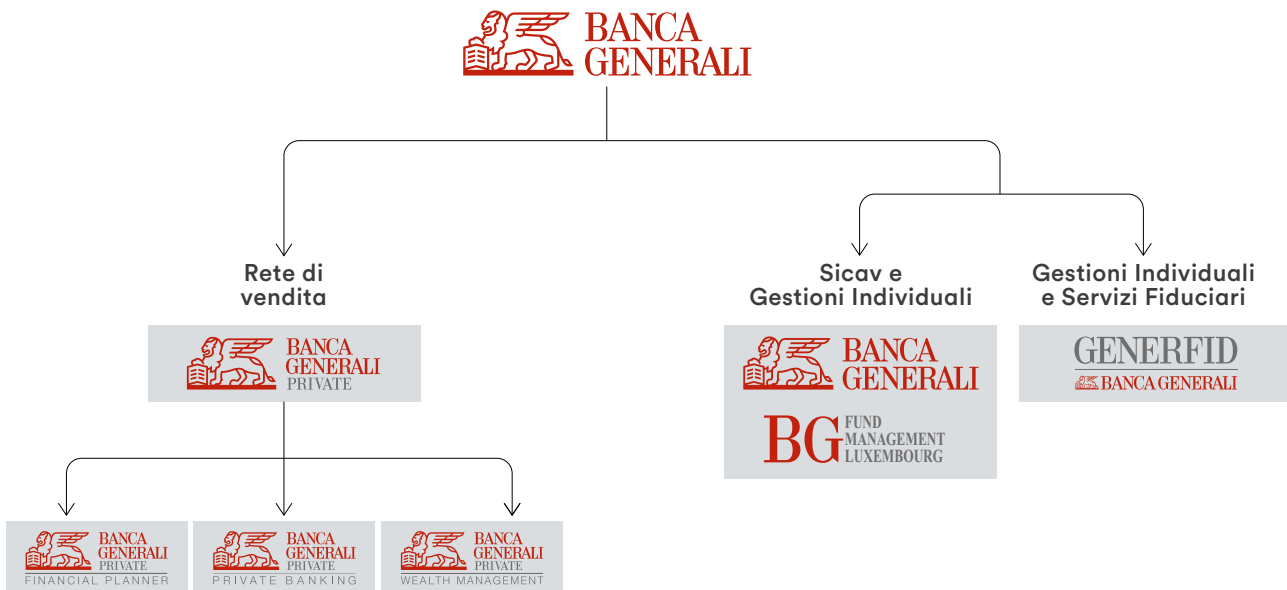 BANCA
GENERALI
Rete di
vendita
BANCA
GENERALI
PRIVATE
BANCA
GENERALI
PRIVATE
FINANCIAL PLANNER
BANCA
GENERALI
PRIVATE
PRIVATE BANKING
BANCA
GENERALI
PRIVATE
WEALTH MANAGEMENT
Sicav e
Gestioni Individuali
BANCA
GENERALI
BG FUND
MANAGEMENT
LUXEMBOURG
Gestioni Individuali
e Servizi Fiduciari
GENERFID
BANCA GENERALI